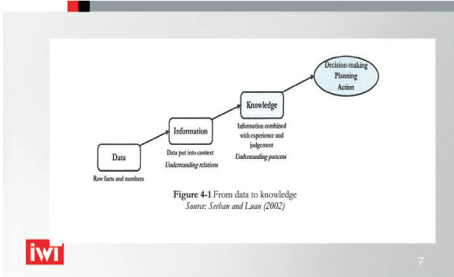 Decision-making
Planning
Action
Knowledge
Information combined
with experience and
judgement
Understanding patterns
Information
Data put into context
Understanding relations
Data
Raw facts and numbers
Figure 4-1 From data to knowledge
Source: Serban and Luan (2002)
iwt
7